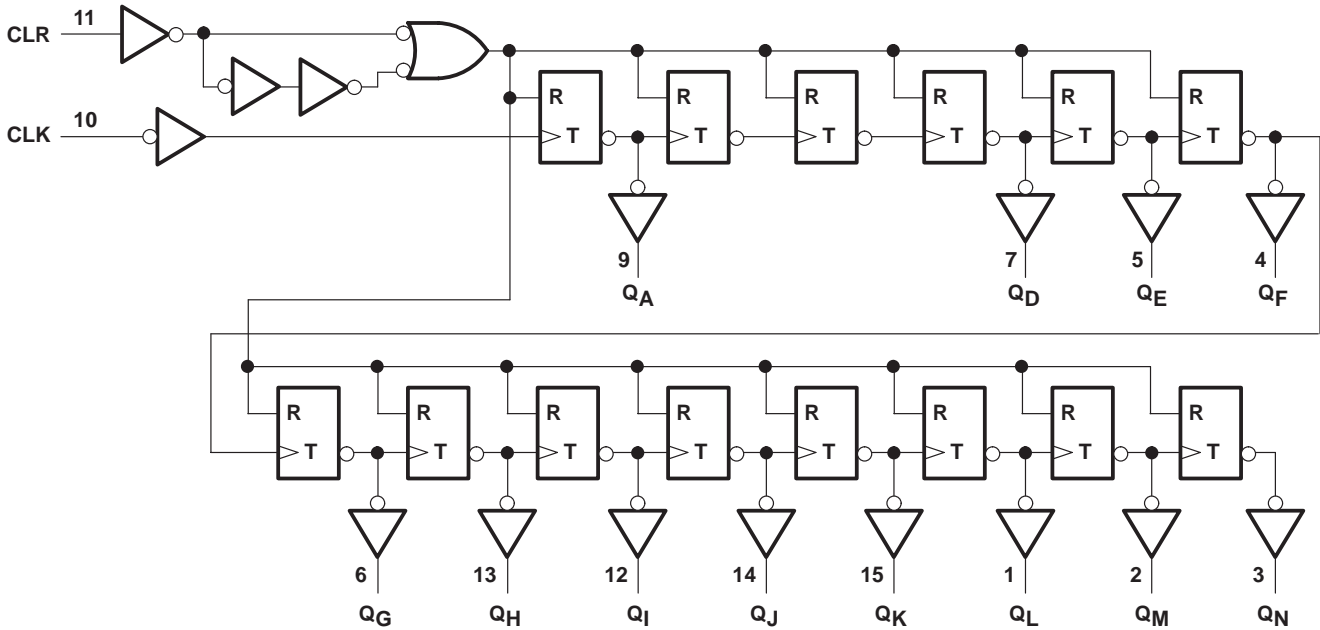 CLR 11
CLK 10
R R R R R R
T T T T T T
9 7 5 4
QA QD QE QF
R R R R R R R R
T T T T T T T T
6 13 12 14 15 1 2 3
QG QH QI QJ QK QL QM QN